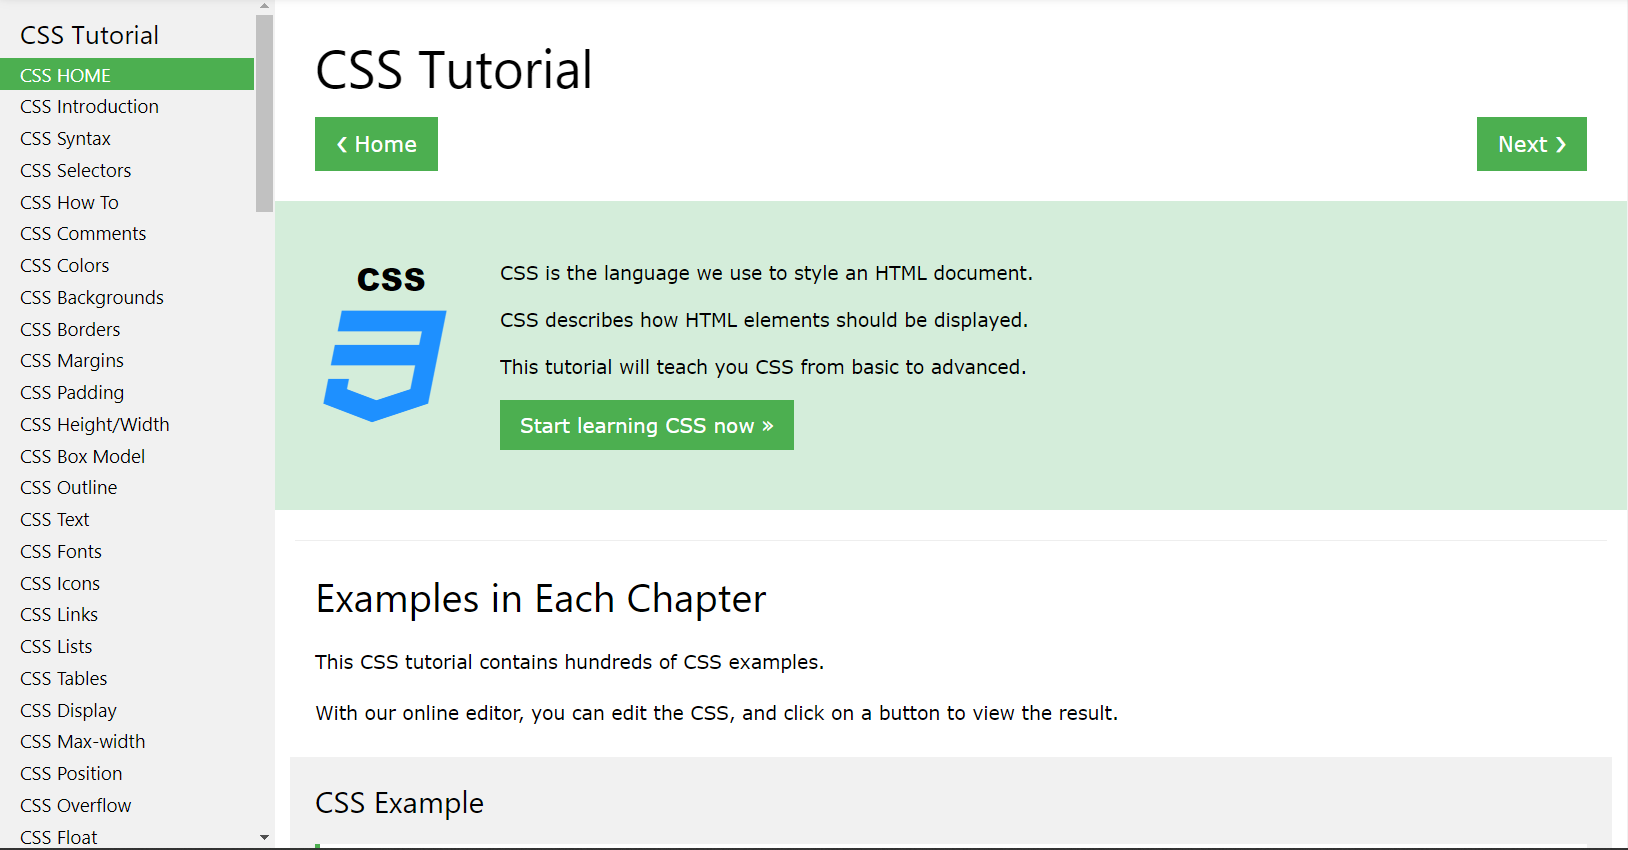 CSS Tutorial
CSS HOME
CSS Introduction
CSS Syntax
CSS Selectors
CSS How To
CSS Comments
CSS Colors
CSS Backgrounds
CSS Borders
CSS Margins
CSS Padding
CSS Height/Width
CSS Box Model
CSS Outline
CSS Text
CSS Fonts
CSS Icons
CSS Links
CSS Lists
CSS Tables
CSS Display
CSS Max-width
CSS Position
CSS Overflow
CSS Float
CSS Tutorial
❮ Home
Next ❯
CSS
CSS is the language we use to style an HTML document.
CSS describes how HTML elements should be displayed.
This tutorial will teach you CSS from basic to advanced.
Start learning CSS now »
Examples in Each Chapter
This CSS tutorial contains hundreds of CSS examples.
With our online editor, you can edit the CSS, and click on a button to view the result.
CSS Example